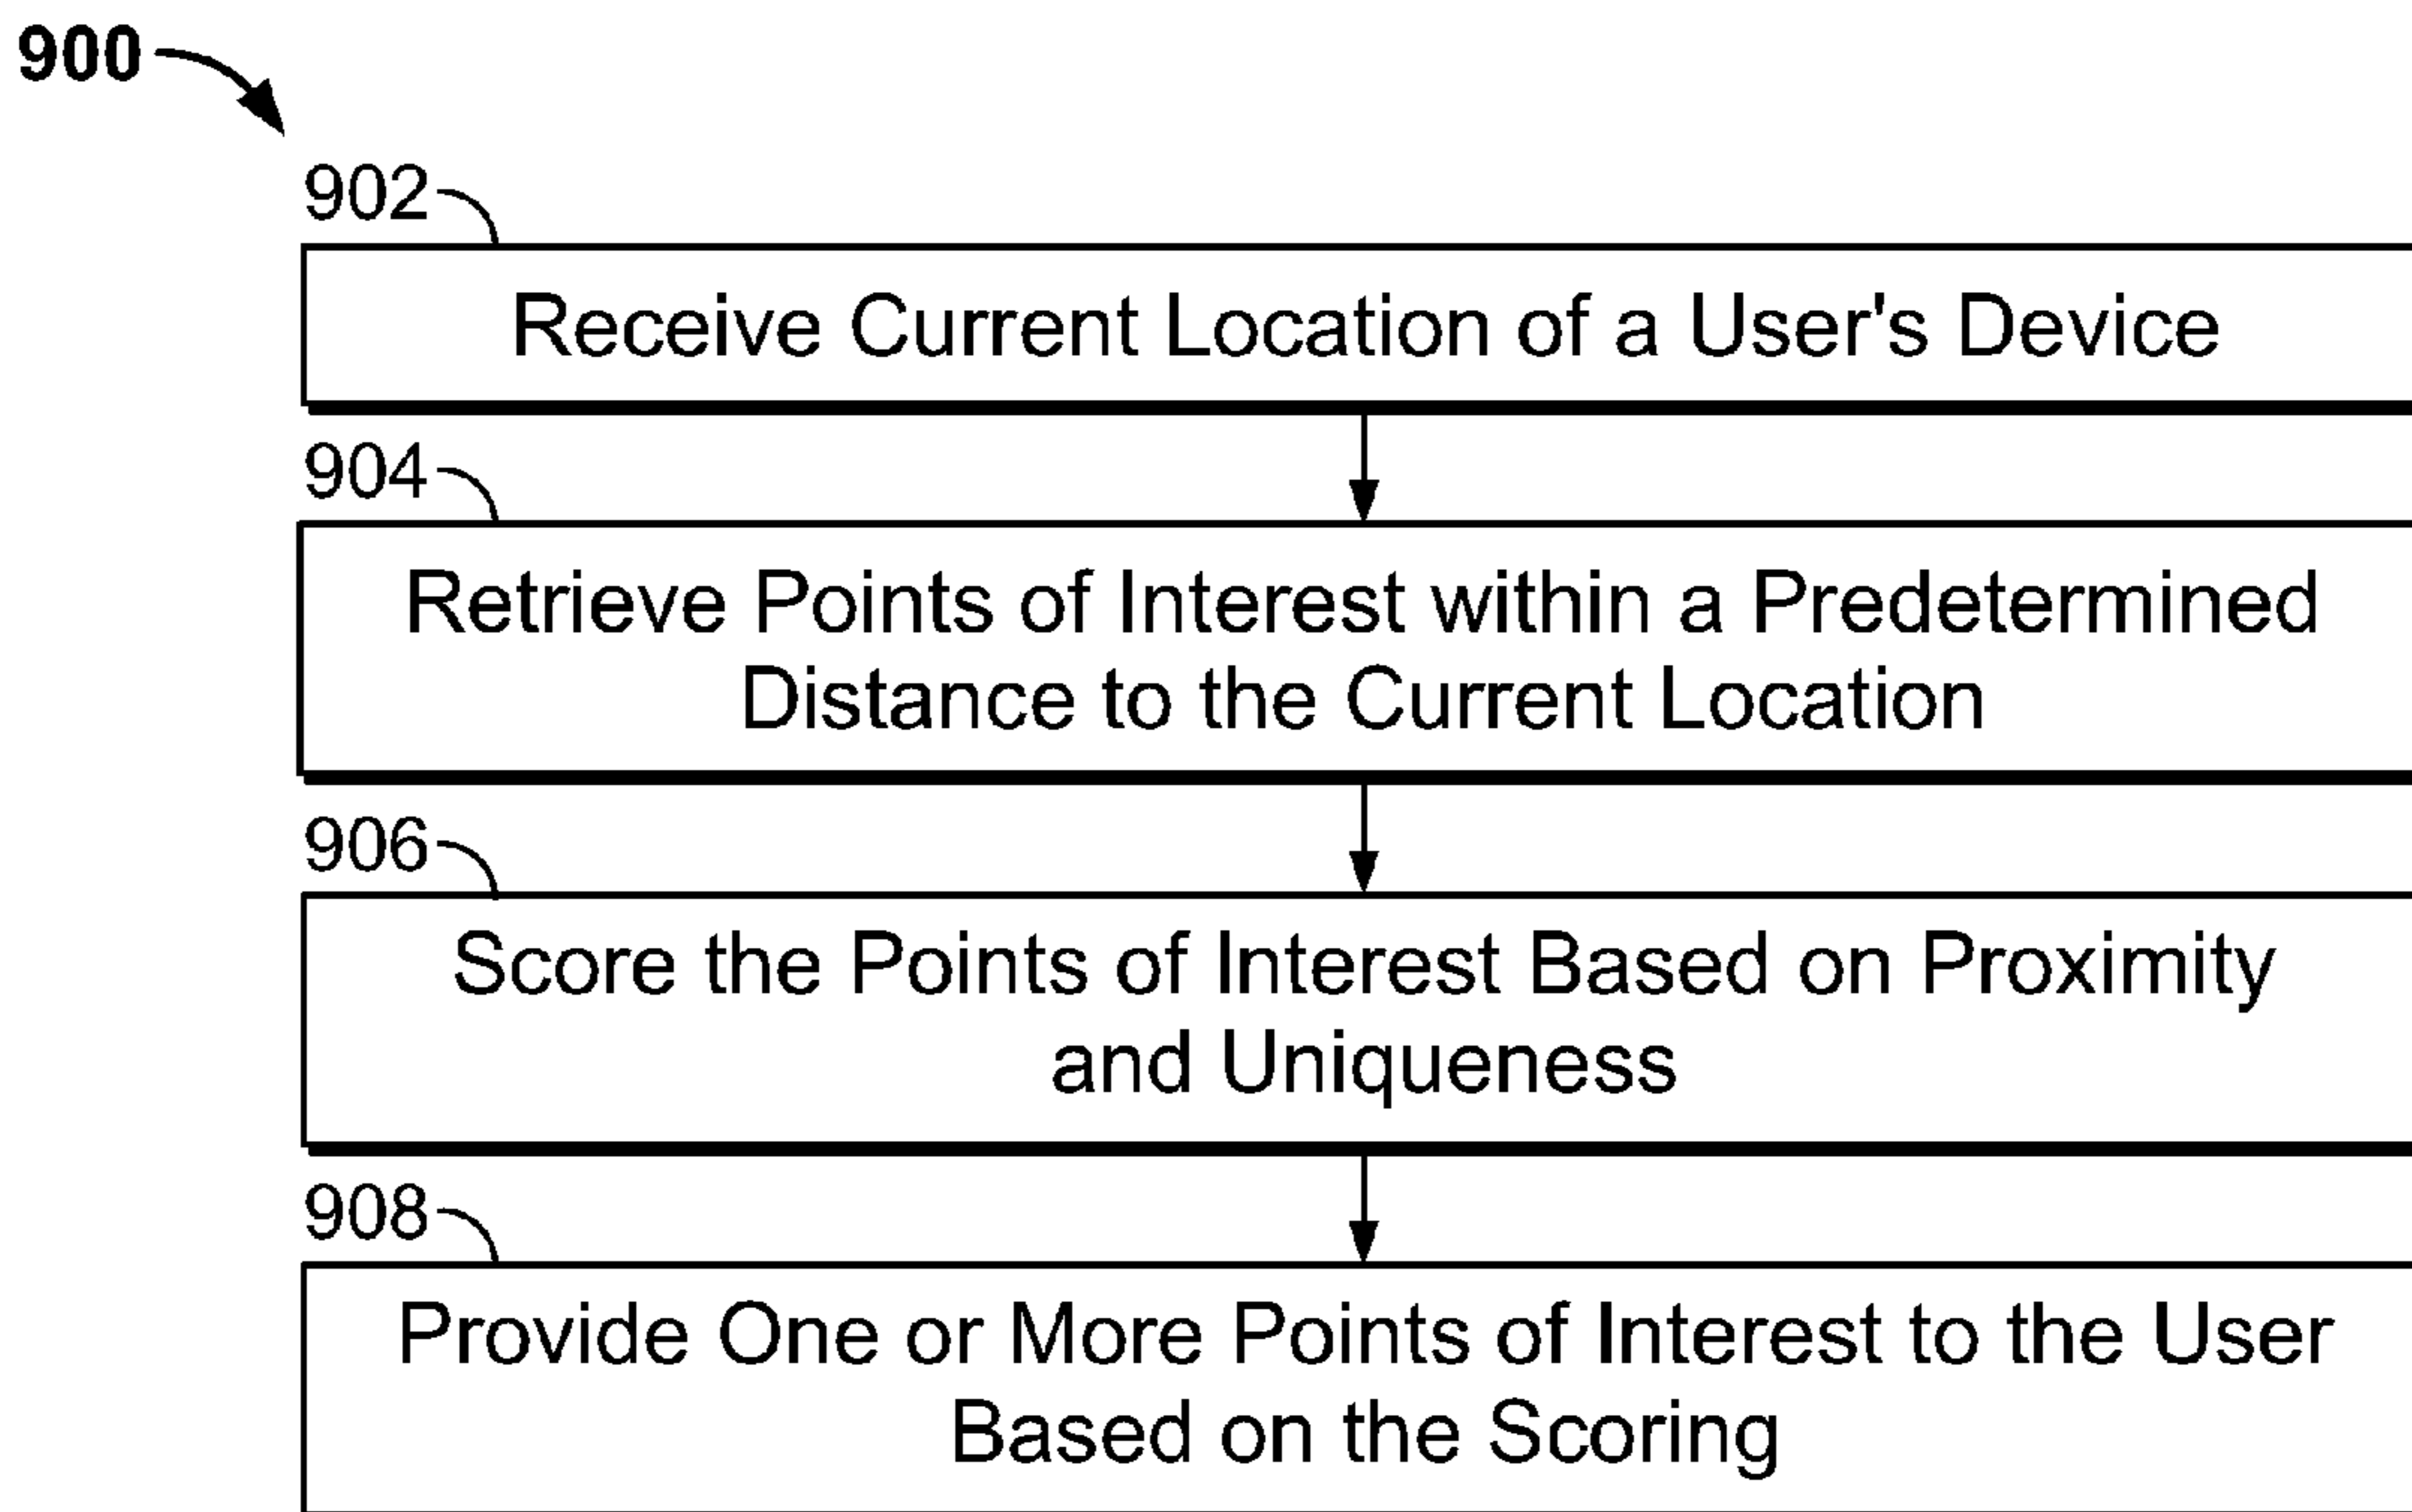 900
902
Receive Current Location of a User's Device
904
Retrieve Points of Interest within a Predetermined
Distance to the Current Location
906
Score the Points of Interest Based on Proximity
and Uniqueness
908
Provide One or More Points of Interest to the User
Based on the Scoring